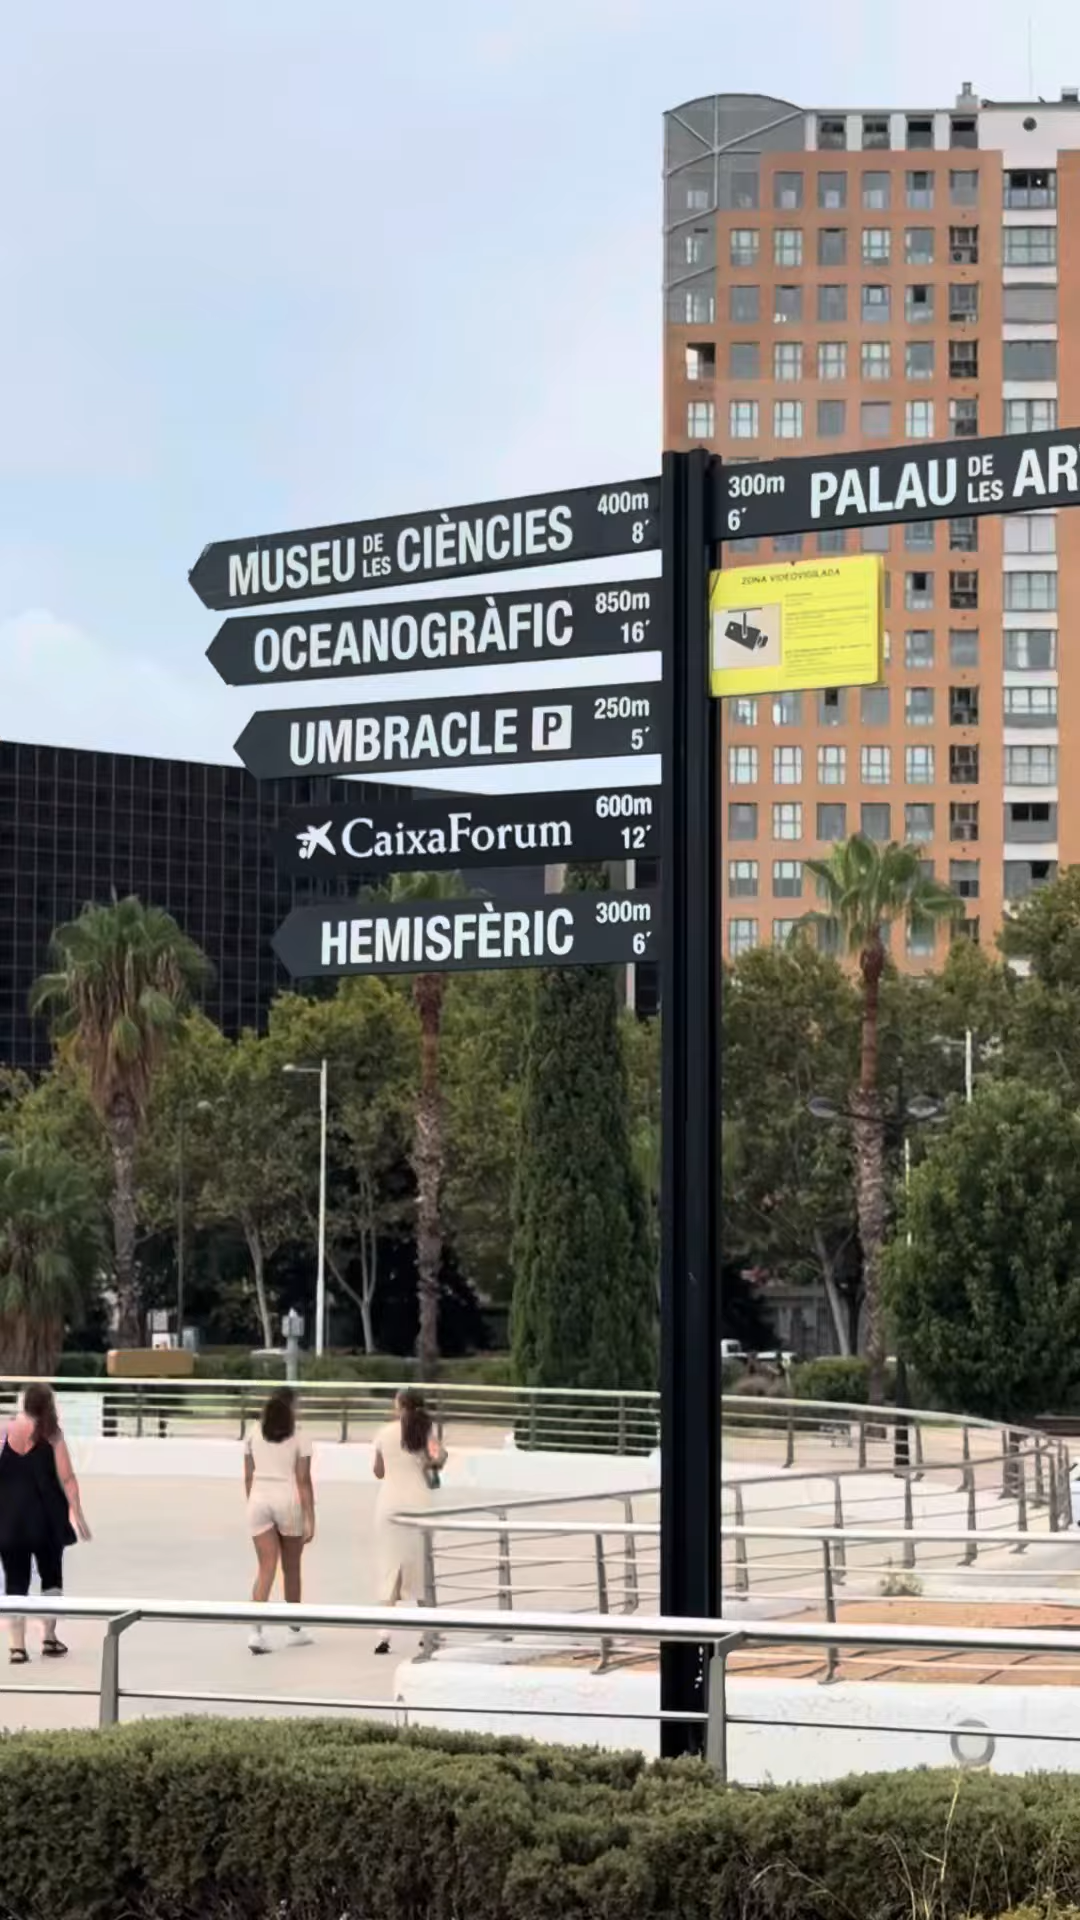 MUSEU DE LES CIÈNCIES 400m 8′
OCEANOGRÀFIC 850m 16′
UMBRACLE P 250m 5′
CaixaForum 600m 12′
HEMISFÈRIC 300m 6′
300m 6′ PALAU DE LES AR
ZONA VIDEOVIGILADA